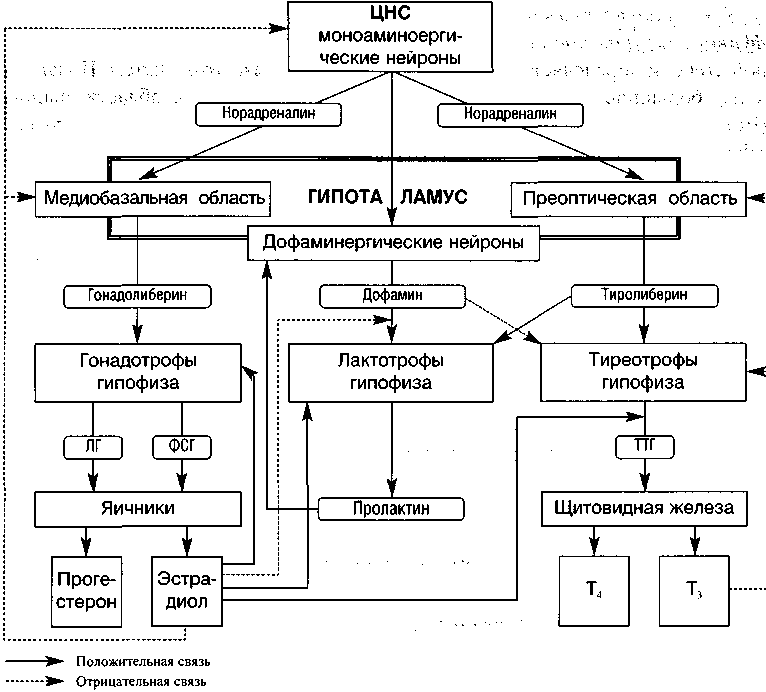 ЦНС
моноаминоерги-
ческие нейроны
Норадреналин
Норадреналин
Медиобазальная область
ГИПОТА ЛАМУС
Преоптическая область
Дофаминергические нейроны
Гонадолиберин
Дофамин
Тиролиберин
Гонадотрофы
гипофиза
Лактотрофы
гипофиза
Тиреотрофы
гипофиза
ЛГ
ФСГ
ТТГ
Яичники
Пролактин
Щитовидная железа
Проге-
стерон
Эстра-
диол
Т4
Т3
Положительная связь
Отрицательная связь